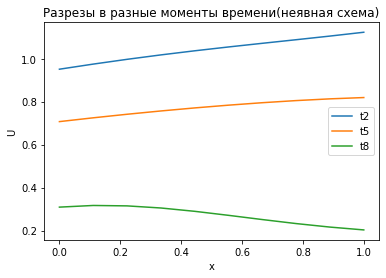 Разрезы в разные моменты времени(неявная схема)
1.0
0.8
0.6
0.4
0.2
U
t2
t5
t8
0.0
0.2
0.4
0.6
0.8
1.0
x